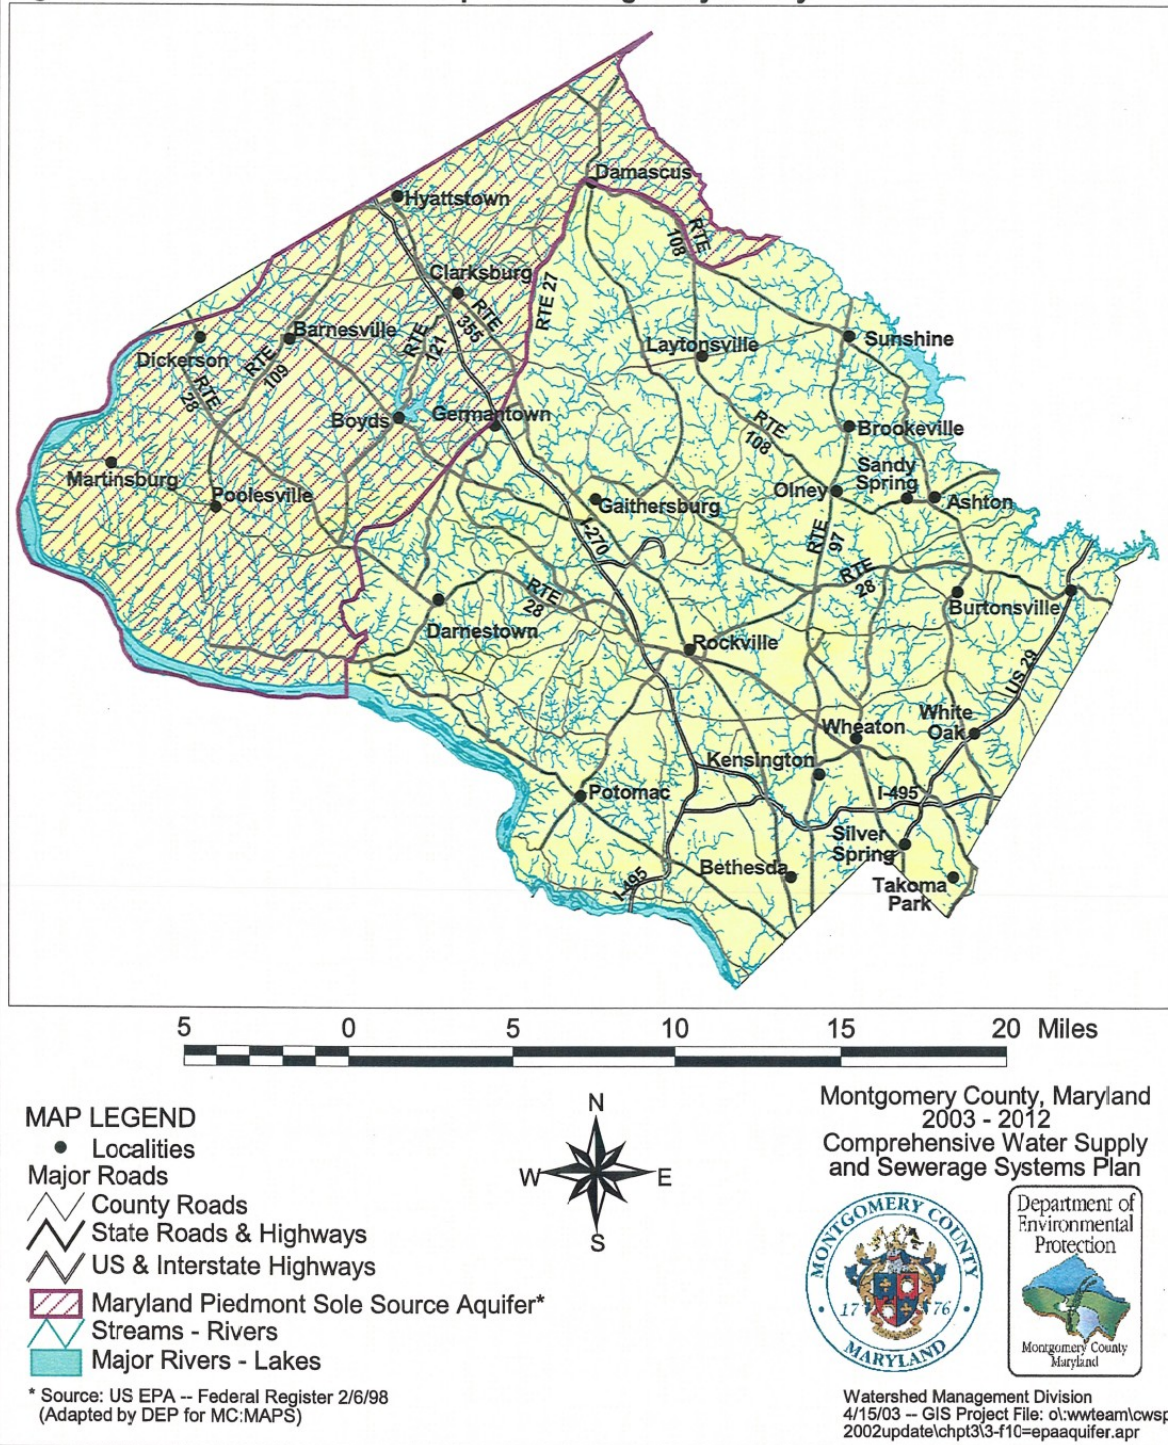 Damascus
Hyattstown
RTE
108
Clarksburg
RTE 27
RTE
355
Barnesville
RTE
121
Sunshine
Laytonsville
Dickerson
RTE
109
RTE
28
Boyds
Germantown
RTE
108
Brookeville
Sandy
Spring
Martinsburg
Poolesville
Olney
Ashton
Gaithersburg
I-270
RTE
97
RTE
28
RTE
28
Burtonsville
Darnestown
Rockville
US 29
White
Oak
Wheaton
Kensington
Potomac
I-495
Silver
Spring
Bethesda
I-495
Takoma
Park
5 0 5 10 15 20 Miles
MAP LEGEND
Localities
Major Roads
County Roads
State Roads & Highways
US & Interstate Highways
Maryland Piedmont Sole Source Aquifer*
Streams - Rivers
Major Rivers - Lakes
* Source: US EPA -- Federal Register 2/6/98
(Adapted by DEP for MC:MAPS)
N
W E
S
Montgomery County, Maryland
2003 - 2012
Comprehensive Water Supply
and Sewerage Systems Plan
MONTGOMERY COUNTY
17 76
MARYLAND
Department of
Environmental
Protection
Montgomery County
Maryland
Watershed Management Division
4/15/03 -- GIS Project File: o\:wwteam\cwsp
2002update\chpt3\3-f10=epaaquifer.apr